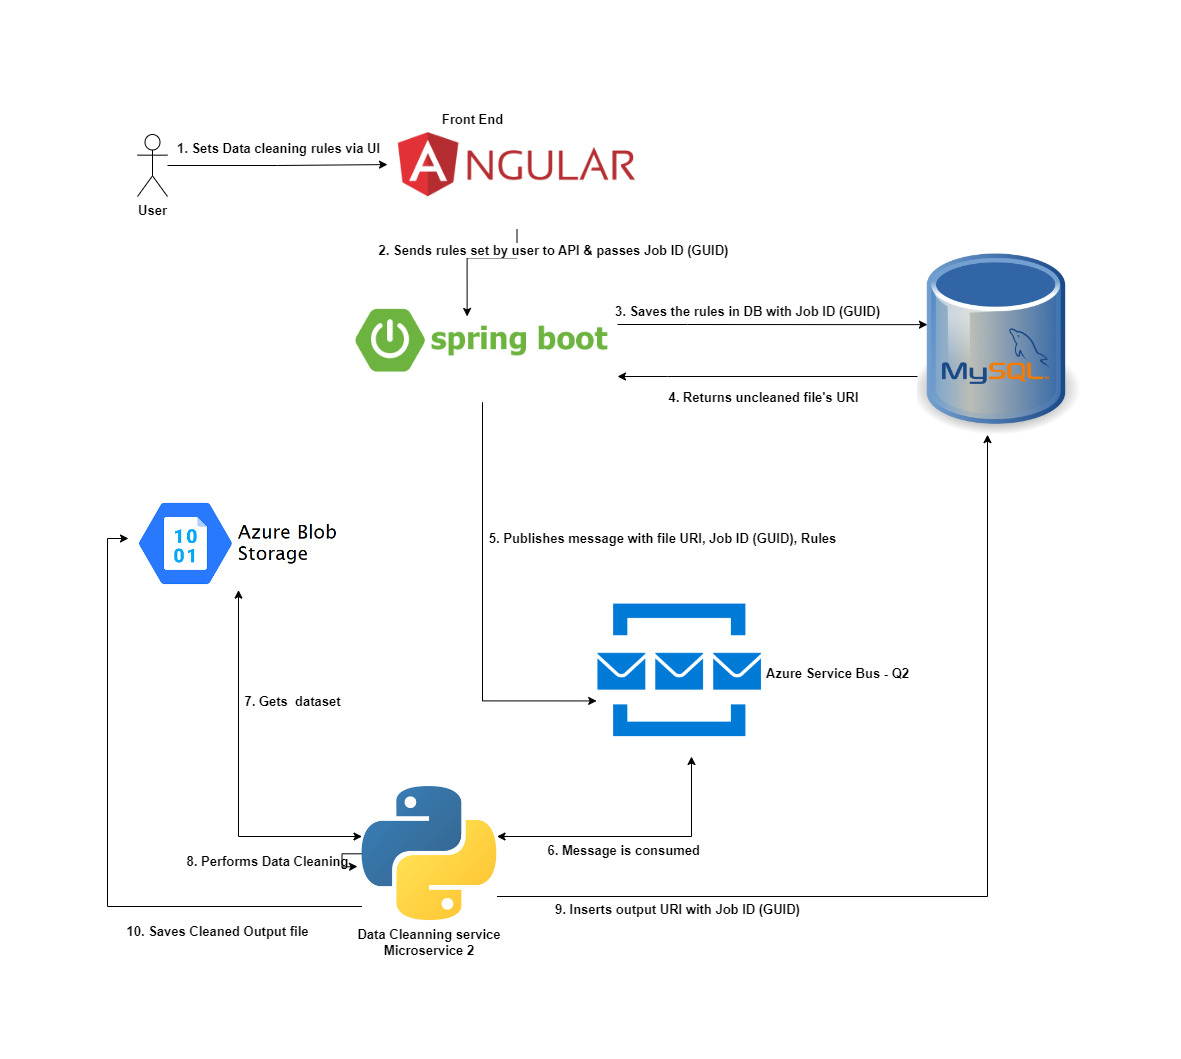 Front End
1. Sets Data cleaning rules via UI
ANGULAR
User
2. Sends rules set by user to API & passes Job ID (GUID)
3. Saves the rules in DB with Job ID (GUID)
spring boot
MySQL
4. Returns uncleaned file's URI
10
01
Azure Blob
Storage
5. Publishes message with file URI, Job ID (GUID), Rules
Azure Service Bus - Q2
7. Gets  dataset
6. Message is consumed
8. Performs Data Cleaning
9. Inserts output URI with Job ID (GUID)
10. Saves Cleaned Output file
Data Cleanning service
Microservice 2